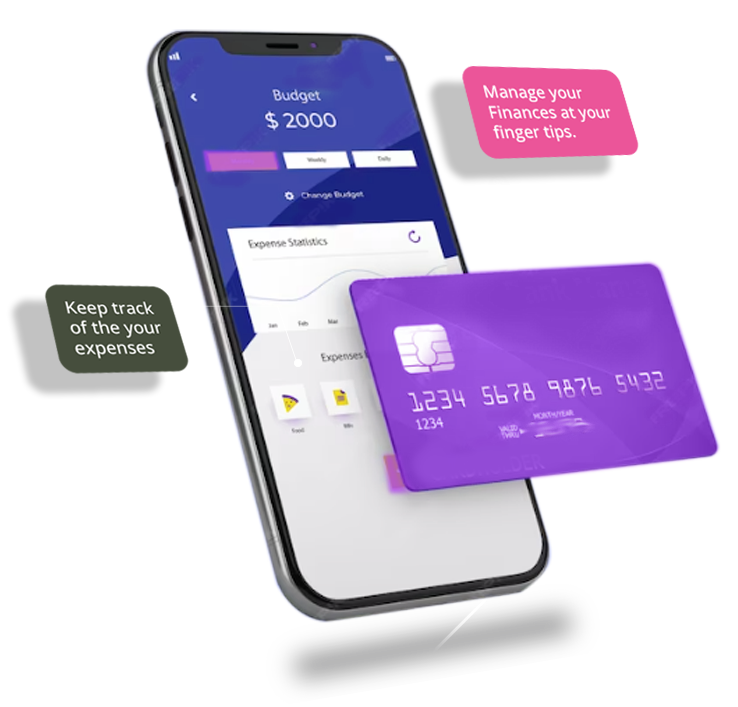 Budget
$ 2000
Weekly
Daily
Change Budget
Expense Statistics
Jan Feb Mar
Expenses
Food
Bills
Manage your
Finances at your
finger tips.
Keep track
of the your
expenses
1234 5678 9876 5432
1234
MONTH/YEAR
VALID
THRU